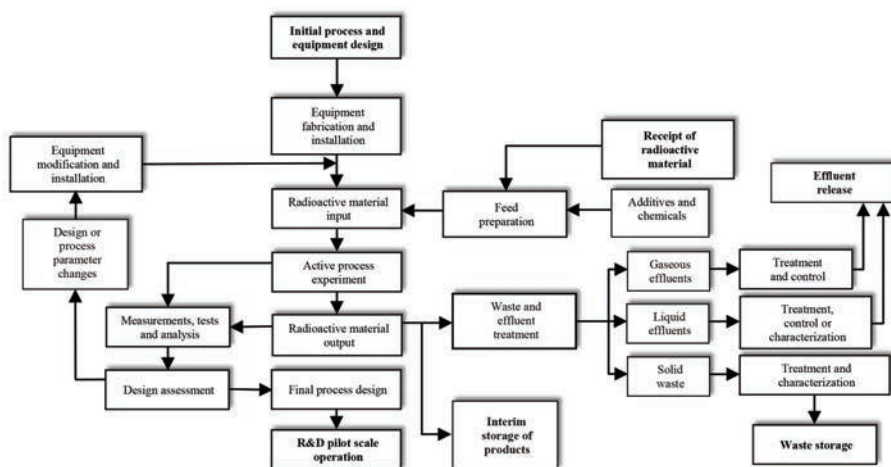 Initial process and
equipment design
Equipment
fabrication and
installation
Equipment
modification and
installation
Receipt of
radioactive
material
Effluent
release
Radioactive material
input
Feed
preparation
Additives and
chemicals
Design or
process
parameter
changes
Active process
experiment
Gaseous
effluents
Treatment
and control
Measurements, tests
and analysis
Radioactive material
output
Waste and
effluent
treatment
Liquid
effluents
Treatment,
control or
characterization
Solid
waste
Treatment and
characterization
Design assessment
Final process design
Interim
storage of
products
R&D pilot scale
operation
Waste storage